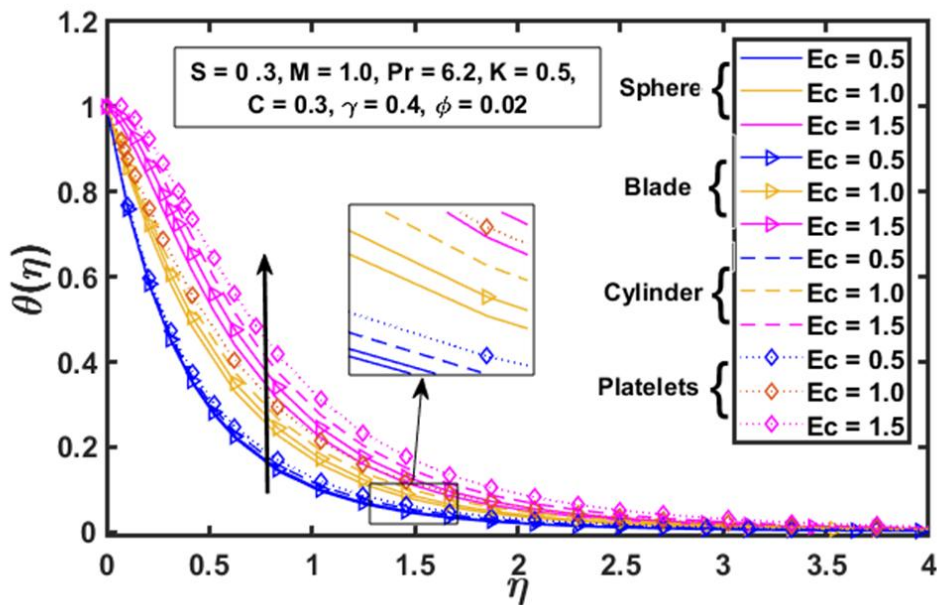 1.2
1
0.8
0.6
0.4
0.2
0
θ(η)
S = 0 .3, M = 1.0, Pr = 6.2, K = 0.5,
C = 0.3, γ = 0.4, ϕ = 0.02
Sphere {
Ec = 0.5
Ec = 1.0
Ec = 1.5
Blade {
Ec = 0.5
Ec = 1.0
Ec = 1.5
Cylinder {
Ec = 0.5
Ec = 1.0
Ec = 1.5
Platelets {
Ec = 0.5
Ec = 1.0
Ec = 1.5
0 0.5 1 1.5 2 2.5 3 3.5 4
η